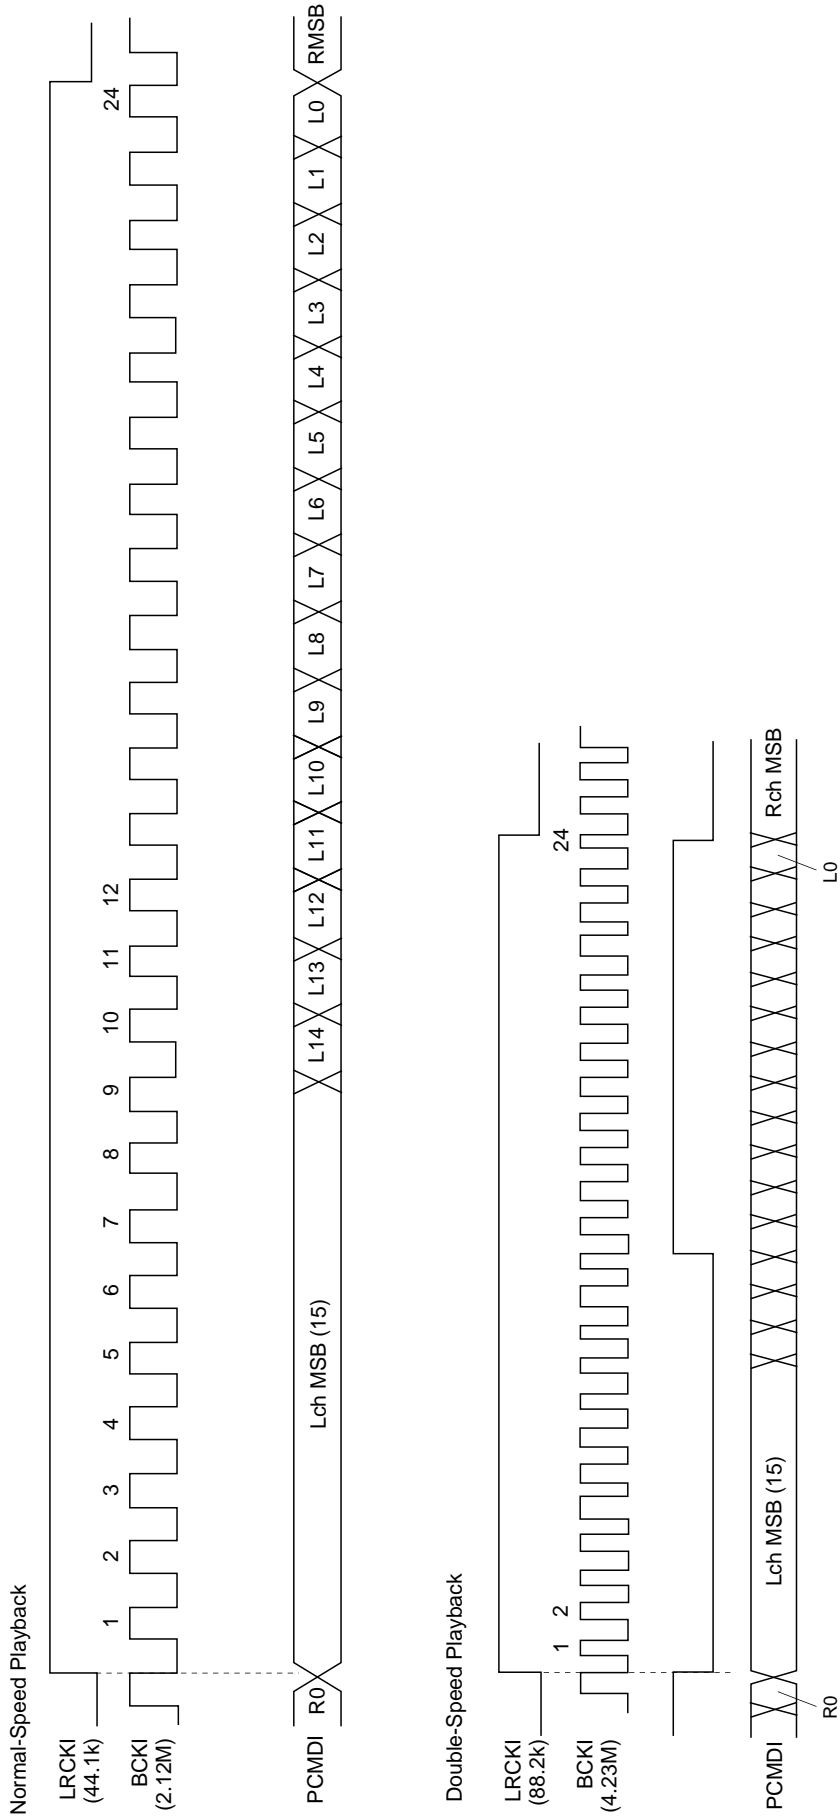 Normal-Speed Playback
LRCKI
(44.1k)
BCKI
(2.12M)
1 2 3 4 5 6 7 8 9 10 11 12 24
PCMDI
R0 Lch MSB (15) L14 L13 L12 L11 L10 L9 L8 L7 L6 L5 L4 L3 L2 L1 L0 RMSB
Double-Speed Playback
LRCKI
(88.2k)
BCKI
(4.23M)
1 2 24
PCMDI
Lch MSB (15) Rch MSB
R0 L0